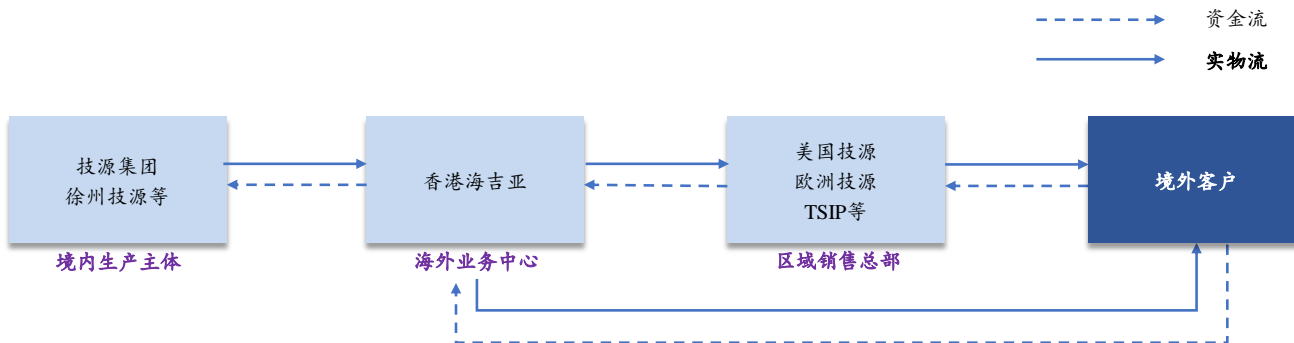 资金流
实物流
技源集团
徐州技源等
香港海吉亚
美国技源
欧洲技源
TSIP等
境外客户
境内生产主体
海外业务中心
区域销售总部